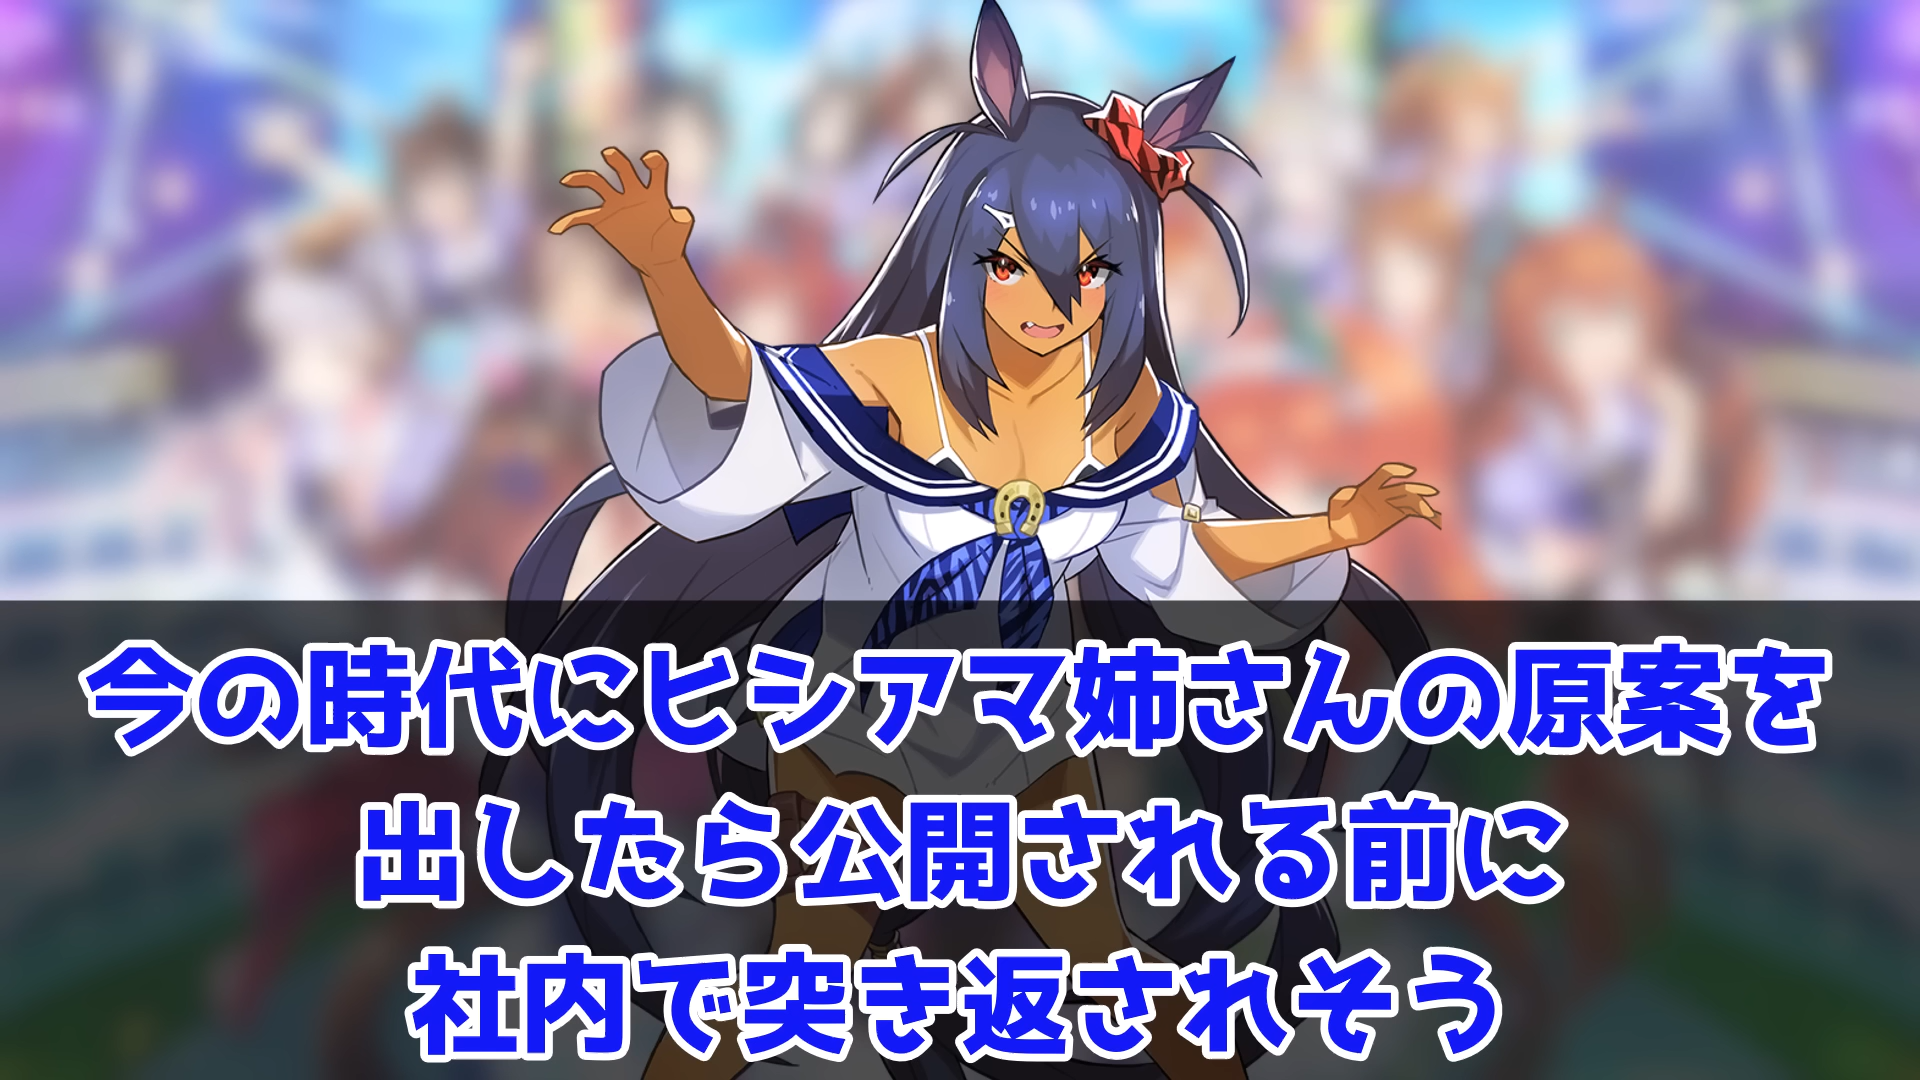 今の時代にヒシアマ姉さんの原案を
出したら公開される前に
社内で突き返されそう